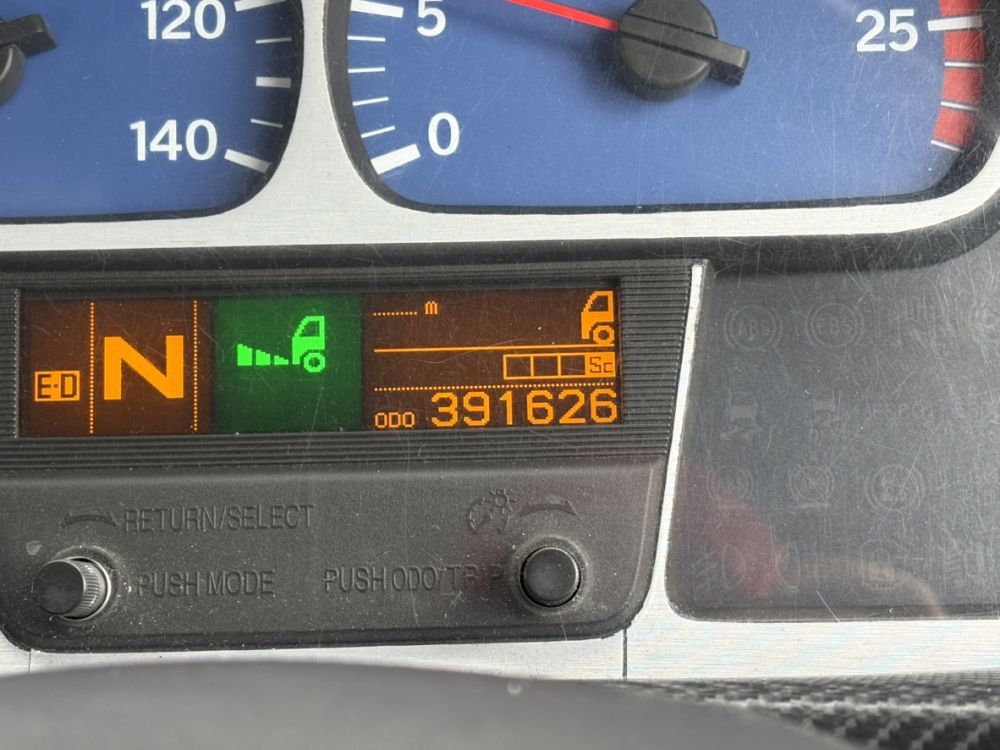 120
140
5
0
25
E-D
N
m
Sc
ODO 391626
RETURN/SELECT
PUSH MODE
PUSH ODO/TRIP